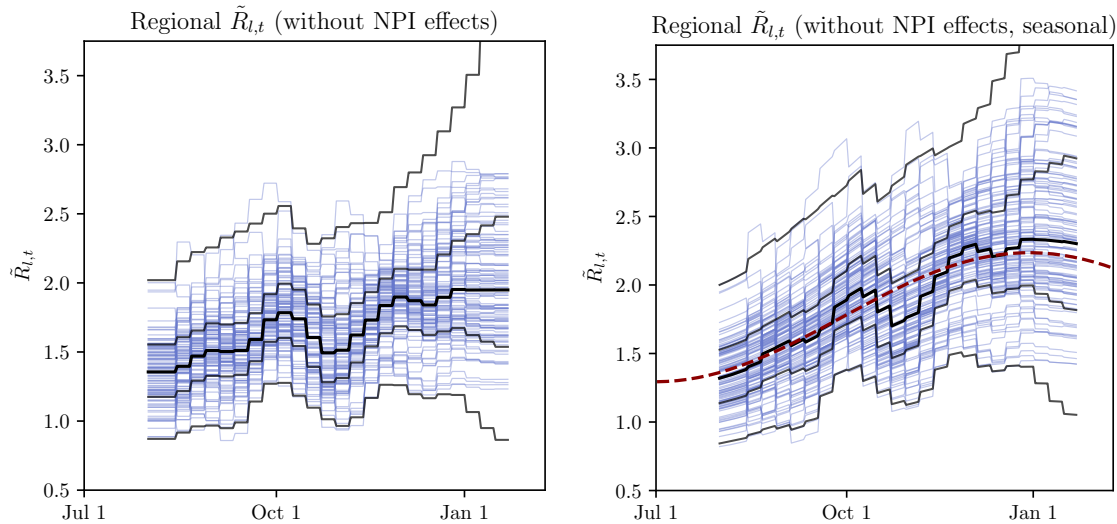 Regional R̃l,t (without NPI effects)
3.5
3.0
2.5
2.0
1.5
1.0
0.5
R̃l,t
Jul 1
Oct 1
Jan 1
Regional R̃l,t (without NPI effects, seasonal)
3.5
3.0
2.5
2.0
1.5
1.0
0.5
R̃l,t
Jul 1
Oct 1
Jan 1